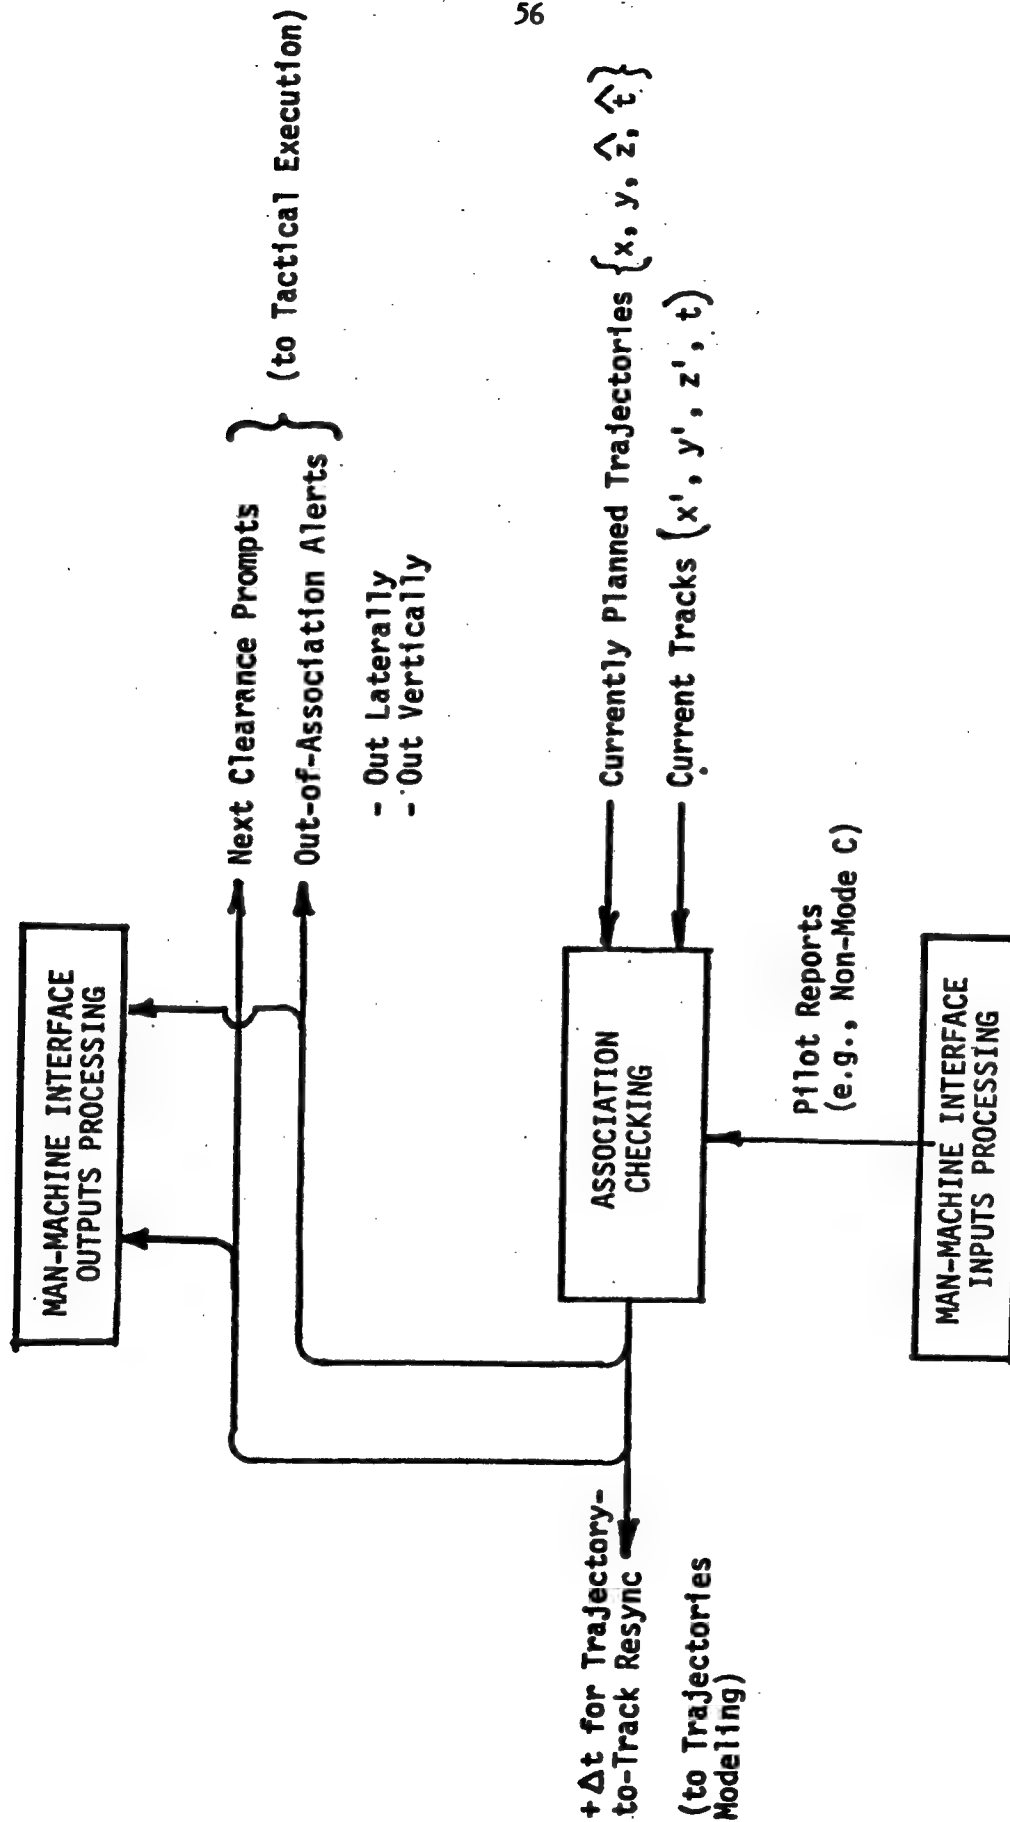 56
MAN-MACHINE INTERFACE
OUTPUTS PROCESSING
Next Clearance Prompts
Out-of-Association Alerts
(to Tactical Execution)
- Out Laterally
- Out Vertically
+Δt for Trajectory-
to-Track Resync
(to Trajectories
Modeling)
ASSOCIATION
CHECKING
Currently Planned Trajectories {x, y, ẑ, t̂}
Current Tracks (x', y', z', t)
Pilot Reports
(e.g., Non-Mode C)
MAN-MACHINE INTERFACE
INPUTS PROCESSING